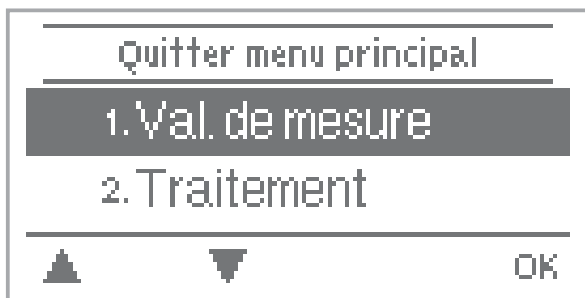 Quitter menu principal
1. Val. de mesure
2. Traitement
OK